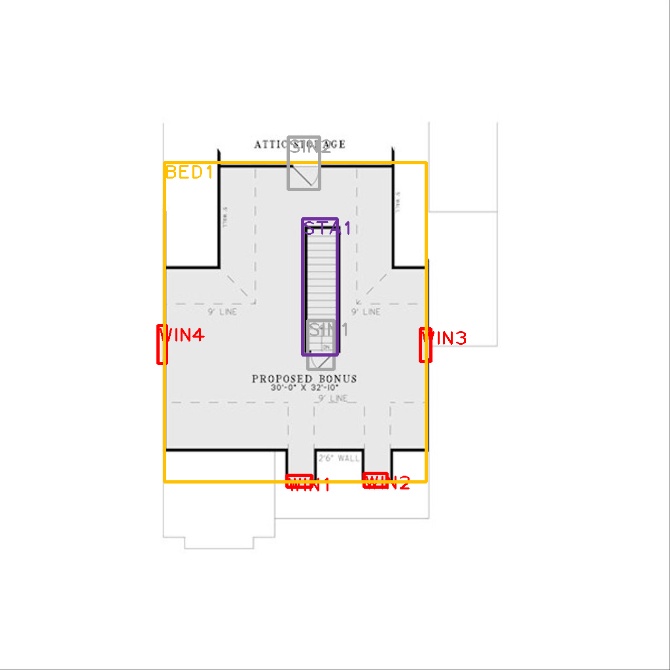 ATTIC STORAGE
SIN2
BED1
STA1
9' LINE
9' LINE
SIN1
WIN4
WIN3
PROPOSED BONUS
30'-0" X 32'-10"
9' LINE
2'6" WALL
WIN1
WIN2